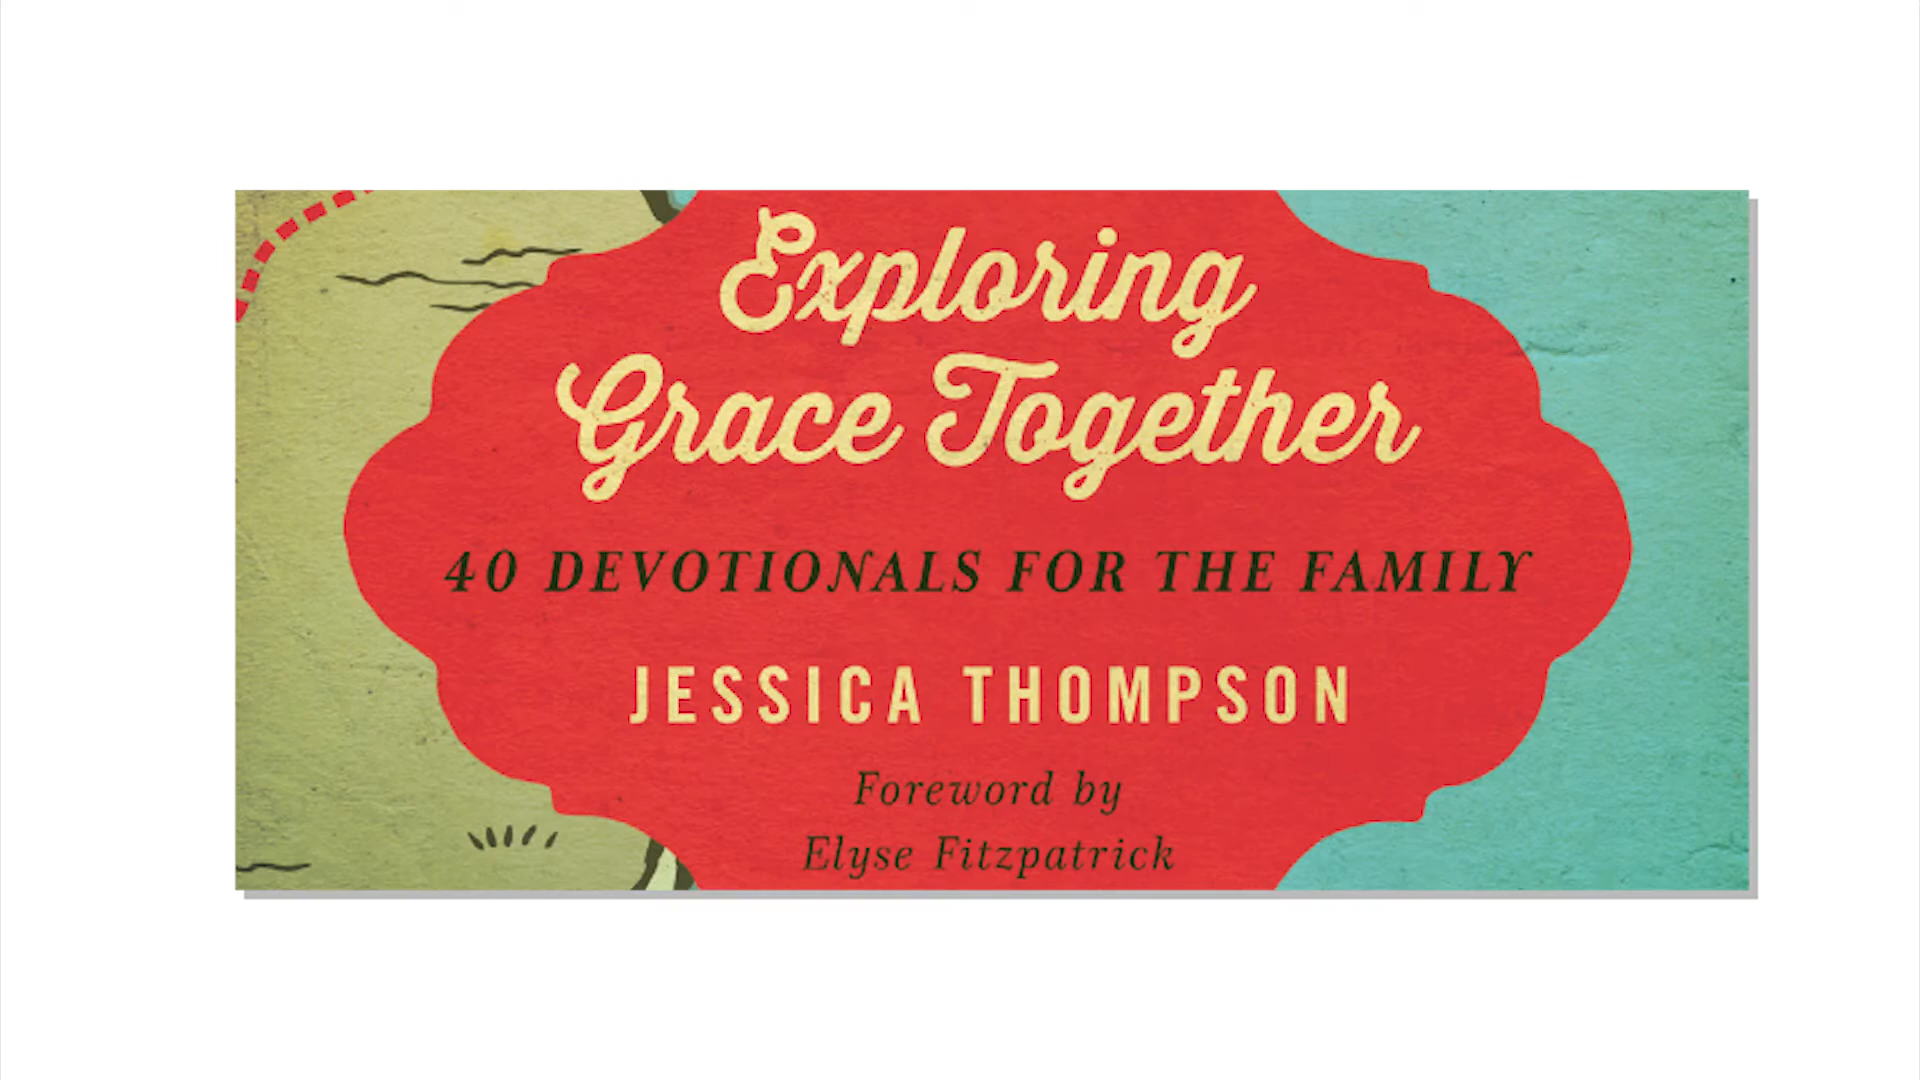 Exploring
Grace Together
40 DEVOTIONALS FOR THE FAMILY
JESSICA THOMPSON
Foreword by
Elyse Fitzpatrick